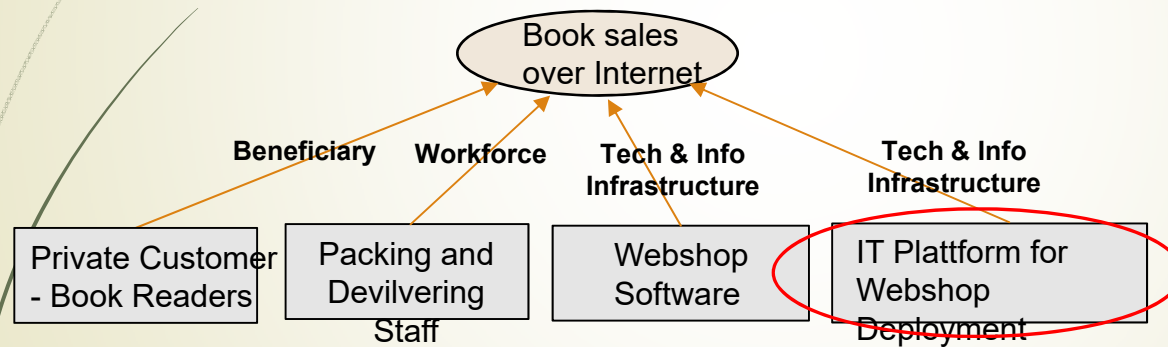 Book sales
over Internet
Beneficiary
Workforce
Tech & Info
Infrastructure
Tech & Info
Infrastructure
Private Customer
- Book Readers
Packing and
Devilvering
Staff
Webshop
Software
IT Plattform for
Webshop
Deployment